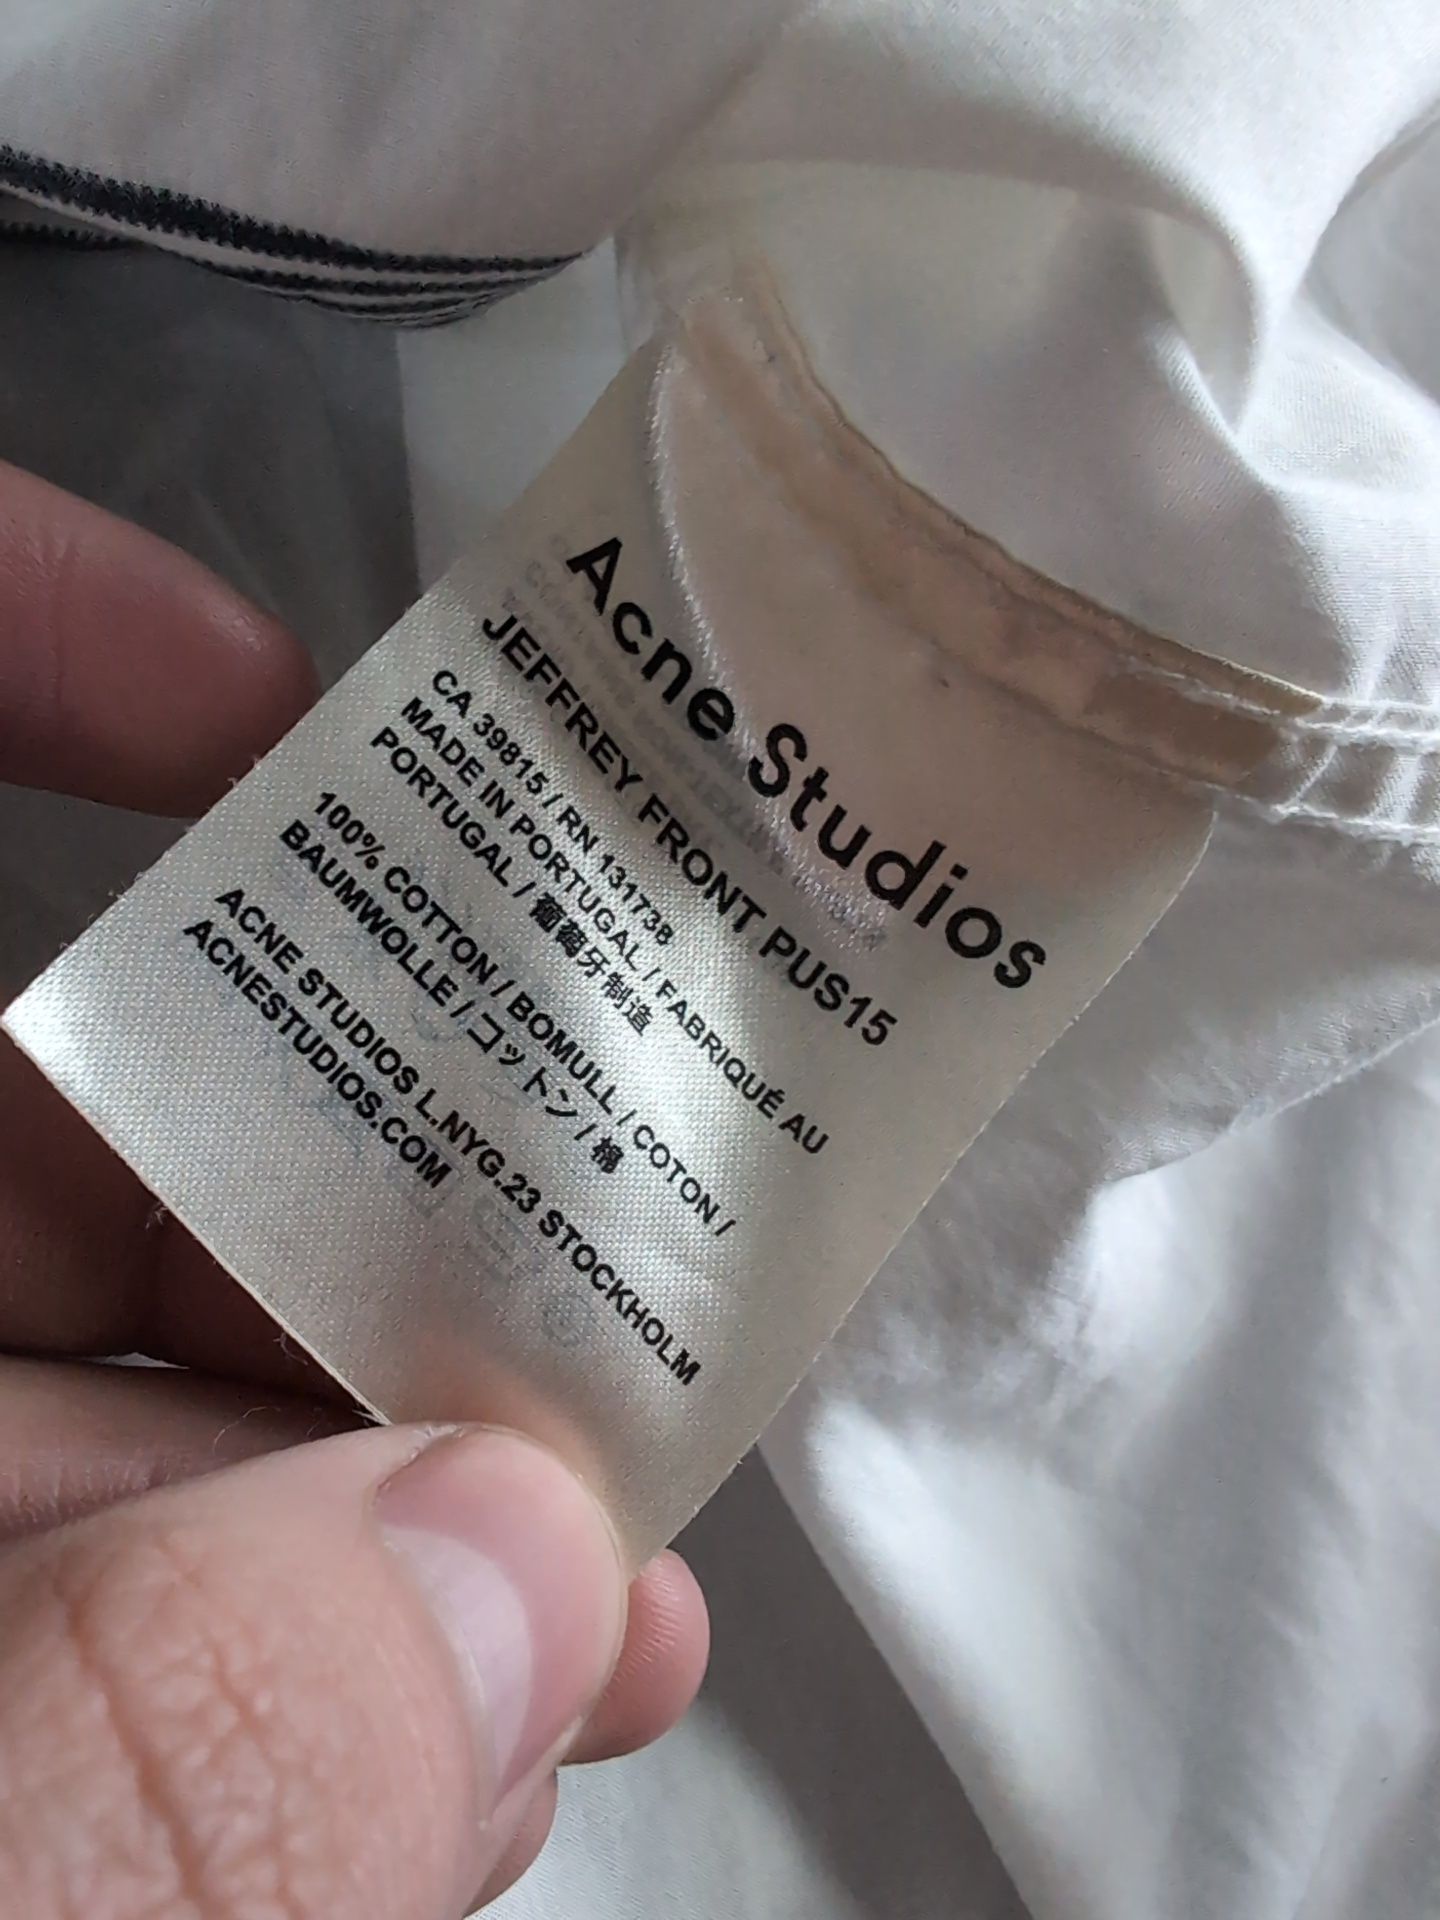 Acne Studios
JEFFREY FRONT PUS15
CA 39815 / RN 131738
MADE IN PORTUGAL / FABRIQUÉ AU
PORTUGAL / 葡萄牙制造
100% COTTON / BOMULL / COTON /
BAUMWOLLE / コットン / 棉
ACNE STUDIOS L.NYG.23 STOCKHOLM
ACNESTUDIOS.COM